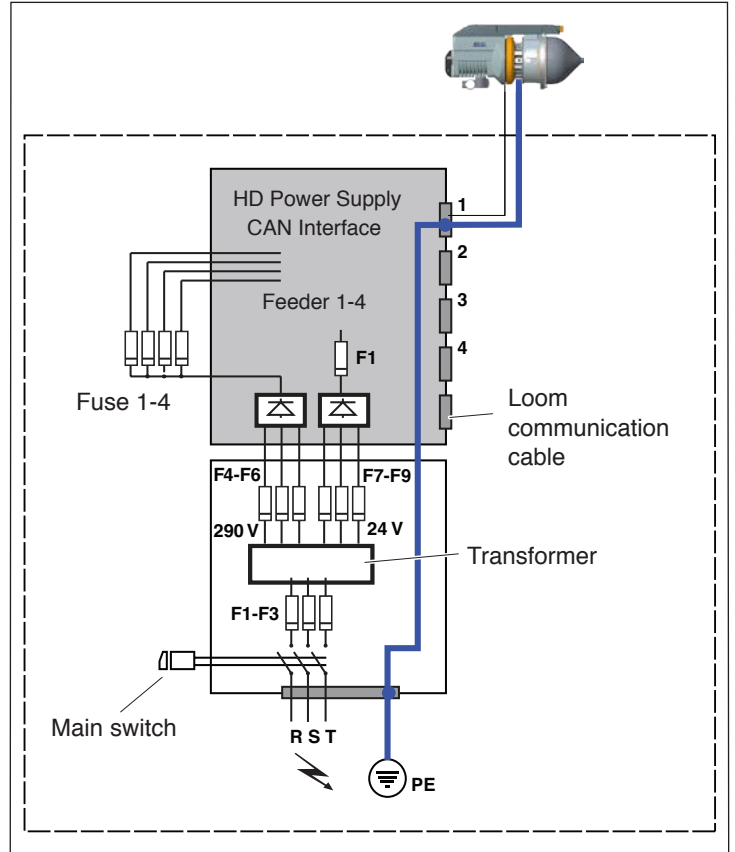 HD Power Supply
CAN Interface
1
2
3
4
Feeder 1-4
F1
Fuse 1-4
Loom
communication
cable
F4-F6
F7-F9
290 V
24 V
Transformer
F1-F3
Main switch
R S T
PE